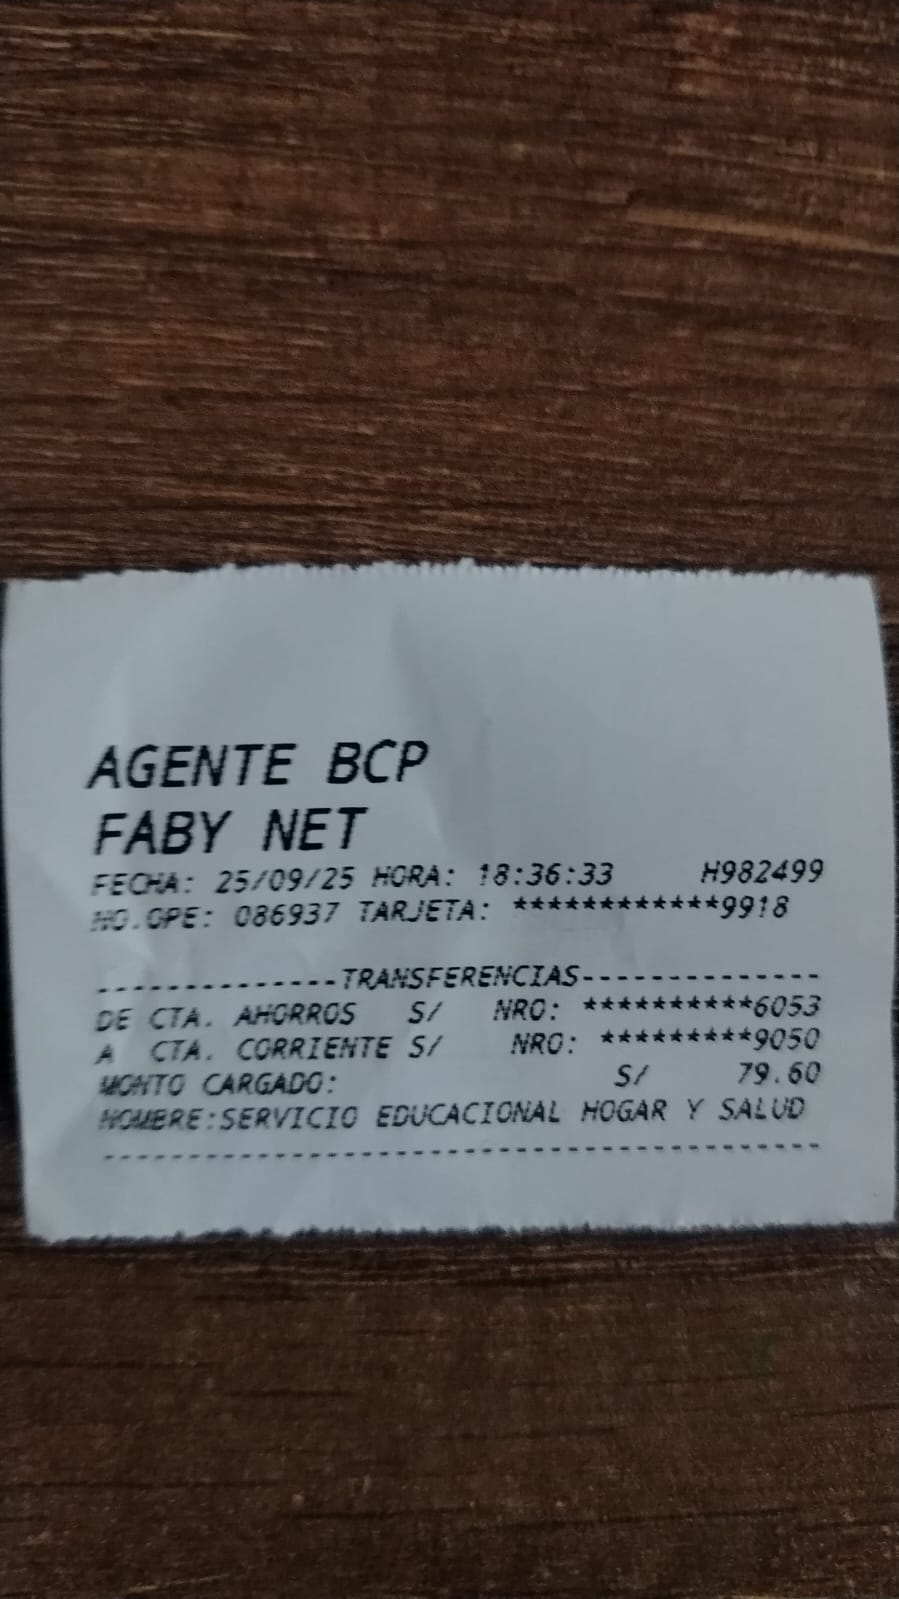 AGENTE BCP
FABY NET
FECHA: 25/09/25 HORA: 18:36:33 H982499
NO.OPE: 086937 TARJETA: ************9918
--------------TRANSFERENCIAS--------------
DE CTA. AHORROS S/ NRO: **********6053
A CTA. CORRIENTE S/ NRO: *********9050
MONTO CARGADO: S/ 79.60
NOMBRE:SERVICIO EDUCACIONAL HOGAR Y SALUD
------------------------------------------